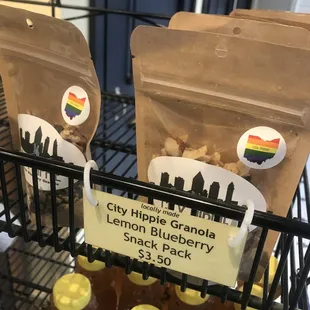 locally made
City Hippie Granola
Lemon Blueberry
Snack Pack
$3.50